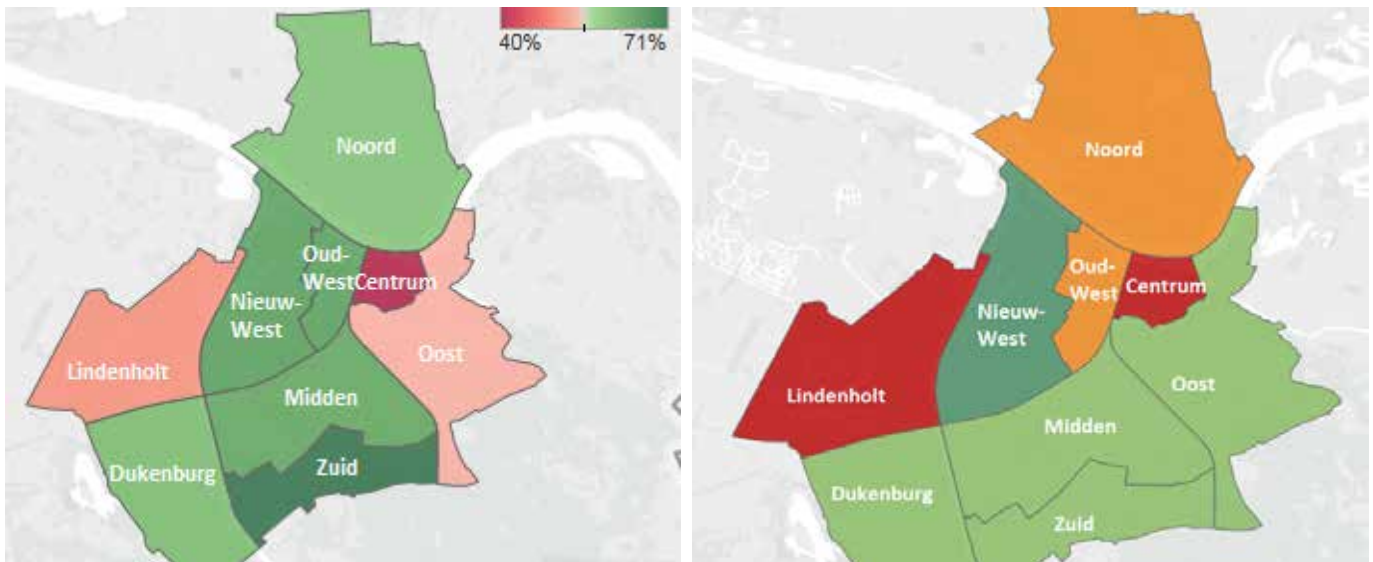 40% 71%
Noord
Oud-
West
Centrum
Nieuw-
West
Oost
Lindenholt
Midden
Dukenburg
Zuid
Noord
Oud-
West
Centrum
Nieuw-
West
Oost
Lindenholt
Midden
Dukenburg
Zuid